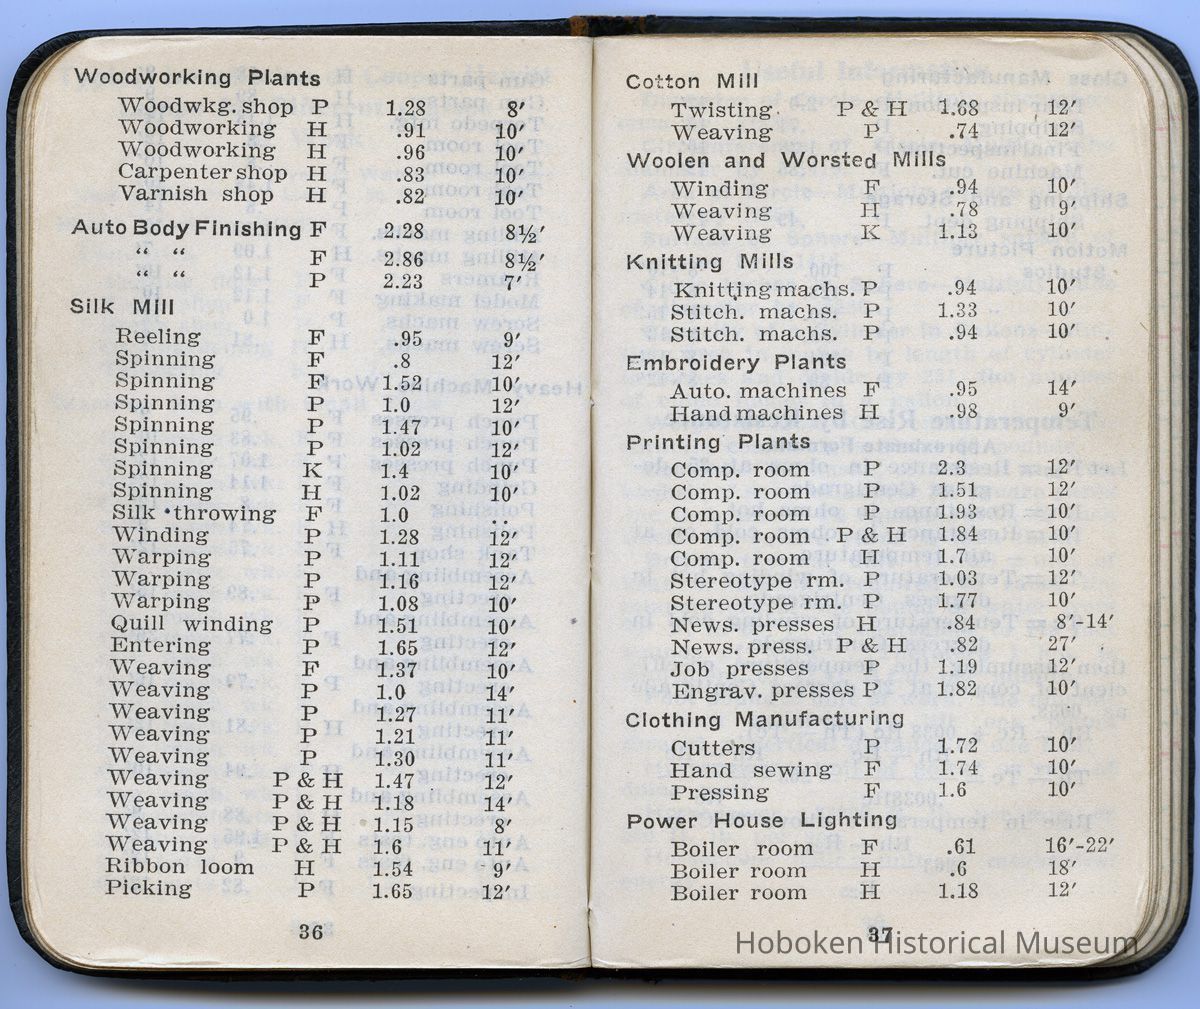 Woodworking Plants
Woodwkg. shop P 1.28 8′
Woodworking H .91 10′
Woodworking H .96 10′
Carpenter shop H .83 10′
Varnish shop H .82 10′
Auto Body Finishing F 2.28 8½′
“ “ F 2.86 8½′
“ “ P 2.23 7′
Silk Mill
Reeling F .95 9′
Spinning F .8 12′
Spinning F 1.52 10′
Spinning P 1.0 12′
Spinning P 1.47 10′
Spinning P 1.02 12′
Spinning K 1.4 10′
Spinning H 1.02 10′
Silk throwing F 1.0 ..
Winding P 1.28 12′
Warping P 1.11 12′
Warping P 1.16 12′
Warping P 1.08 10′
Quill winding P 1.51 10′
Entering P 1.65 12′
Weaving F 1.37 10′
Weaving P 1.0 14′
Weaving P 1.27 11′
Weaving P 1.21 11′
Weaving P 1.30 11′
Weaving P & H 1.47 12′
Weaving P & H 1.18 14′
Weaving P & H 1.15 8′
Weaving P & H 1.6 11′
Ribbon loom H 1.54 9′
Picking P 1.65 12′
36
Cotton Mill
Twisting P & H 1.68 12′
Weaving P .74 12′
Woolen and Worsted Mills
Winding F .94 10′
Weaving H .78 9′
Weaving K 1.13 10′
Knitting Mills
Knitting machs. P .94 10′
Stitch. machs. P 1.33 10′
Stitch. machs. P .94 10′
Embroidery Plants
Auto. machines F .95 14′
Hand machines H .98 9′
Printing Plants
Comp. room P 2.3 12′
Comp. room P 1.51 12′
Comp. room P 1.93 10′
Comp. room P & H 1.84 10′
Comp. room H 1.7 10′
Stereotype rm. P 1.03 12′
Stereotype rm. P 1.77 10′
News. presses H .84 8′-14′
News. press. P & H .82 27′
Job presses P 1.19 12′
Engrav. presses P 1.82 10′
Clothing Manufacturing
Cutters P 1.72 10′
Hand sewing F 1.74 10′
Pressing F 1.6 10′
Power House Lighting
Boiler room F .61 16′-22′
Boiler room H .6 18′
Boiler room H 1.18 12′
37
Hoboken Historical Museum